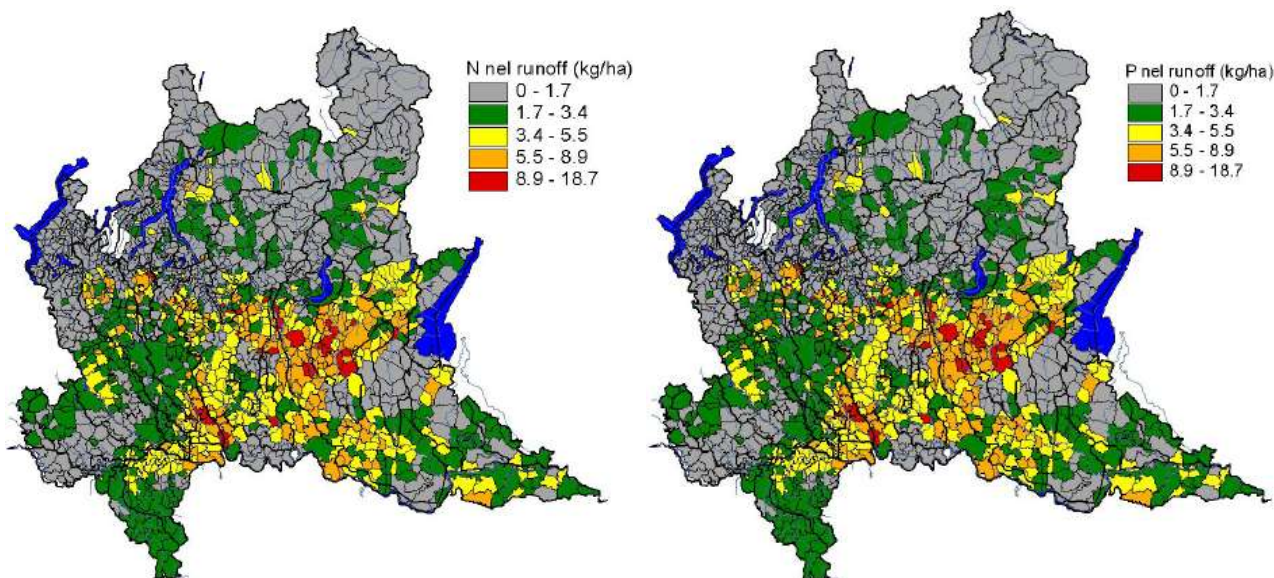 N nel runoff (kg/ha)
0 - 1.7
1.7 - 3.4
3.4 - 5.5
5.5 - 8.9
8.9 - 18.7
P nel runoff (kg/ha)
0 - 1.7
1.7 - 3.4
3.4 - 5.5
5.5 - 8.9
8.9 - 18.7